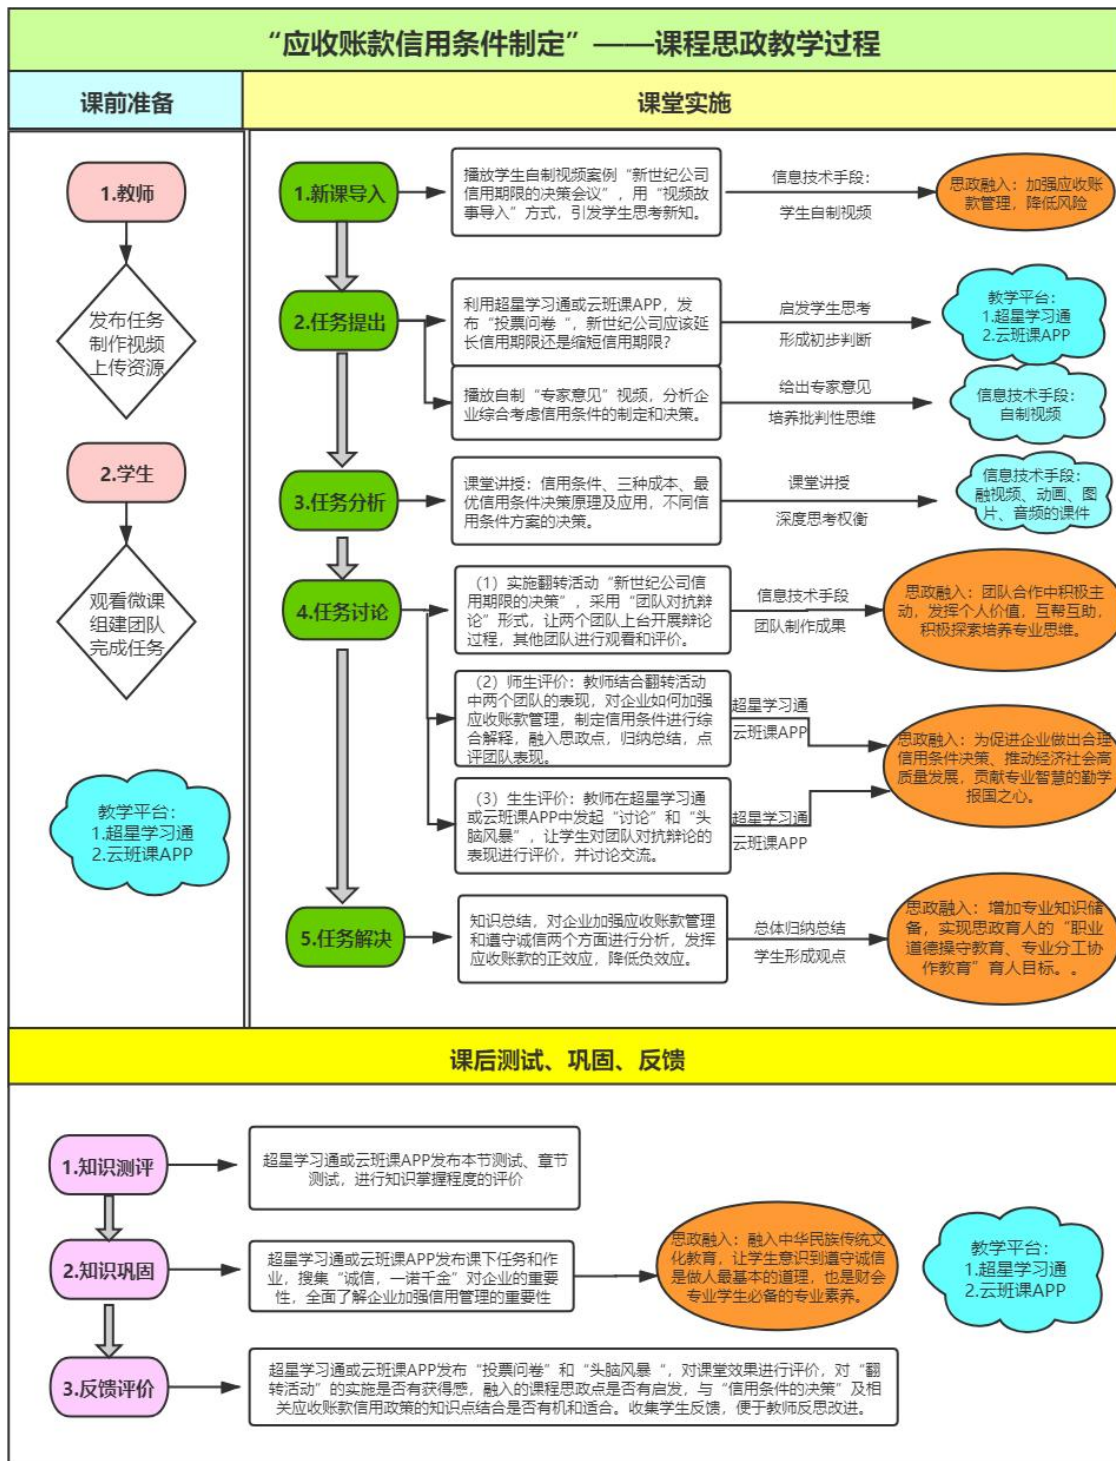 “应收账款信用条件制定”——课程思政教学过程
课前准备
课堂实施
1.教师
发布任务
制作视频
上传资源
2.学生
观看微课
组建团队
完成任务
教学平台：
1.超星学习通
2.云班课APP
1.新课导入
播放学生自制视频案例“新世纪公司
信用期限的决策会议”，用“视频故
事导入”方式，引发学生思考新知。
信息技术手段：
学生自制视频
思政融入：加强应收账
款管理，降低风险
2.任务提出
利用超星学习通或云班课APP，发
布“投票问卷“，新世纪公司应该延
长信用期限还是缩短信用期限？
启发学生思考
形成初步判断
教学平台：
1.超星学习通
2.云班课APP
播放自制“专家意见”视频，分析企
业综合考虑信用条件的制定和决策。
给出专家意见
培养批判性思维
信息技术手段：
自制视频
3.任务分析
课堂讲授：信用条件、三种成本、最
优信用条件决策原理及应用，不同信
用条件方案的决策。
课堂讲授
深度思考权衡
信息技术手段：
融视频、动画、图
片、音频的课件
4.任务讨论
（1）实施翻转活动“新世纪公司信
用期限的决策”，采用“团队对抗辩
论”形式，让两个团队上台开展辩论
过程，其他团队进行观看和评价。
信息技术手段
团队制作成果
思政融入：团队合作中积极主
动，发挥个人价值，互帮互助，
积极探索培养专业思维。
（2）师生评价：教师结合翻转活动
中两个团队的表现，对企业如何加强
应收账款管理，制定信用条件进行综
合解释，融入思政点，归纳总结，点
评团队表现。
超星学习通
云班课APP
思政融入：为促进企业做出合理
信用条件决策、推动经济社会高
质量发展，贡献专业智慧的勤学
报国之心。
（3）生生评价：教师在超星学习通
或云班课APP中发起“讨论”和“头
脑风暴”，让学生对团队对抗辩论的
表现进行评价，并讨论交流。
超星学习通
云班课APP
5.任务解决
知识总结，对企业加强应收账款管理
和遵守诚信两个方面进行分析，发挥
应收账款的正效应，降低负效应。
总体归纳总结
学生形成观点
思政融入：增加专业知识储
备，实现思政育人的“职业
道德操守教育、专业分工协
作教育”育人目标。。
课后测试、巩固、反馈
1.知识测评
超星学习通或云班课APP发布本节测试、章节
测试，进行知识掌握程度的评价
2.知识巩固
超星学习通或云班课APP发布课下任务和作
业，搜集“诚信，一诺千金”对企业的重要
性，全面了解企业加强信用管理的重要性
思政融入：融入中华民族传统文
化教育，让学生意识到遵守诚信
是做人最基本的道理，也是财会
专业学生必备的专业素养。
教学平台：
1.超星学习通
2.云班课APP
3.反馈评价
超星学习通或云班课APP发布“投票问卷”和“头脑风暴“，对课堂效果进行评价，对“翻
转活动”的实施是否有获得感，融入的课程思政点是否有启发，与“信用条件的决策”及相
关应收账款信用政策的知识点结合是否有机和适合。收集学生反馈，便于教师反思改进。